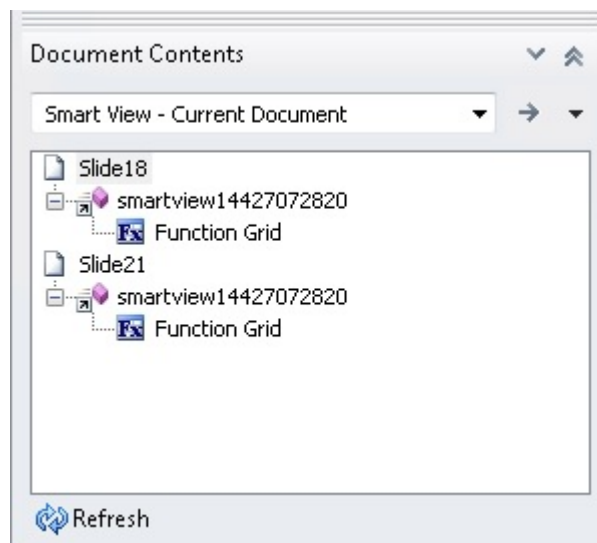 Document Contents
Smart View - Current Document
Slide18
smartview14427072820
Fx Function Grid
Slide21
smartview14427072820
Fx Function Grid
Refresh